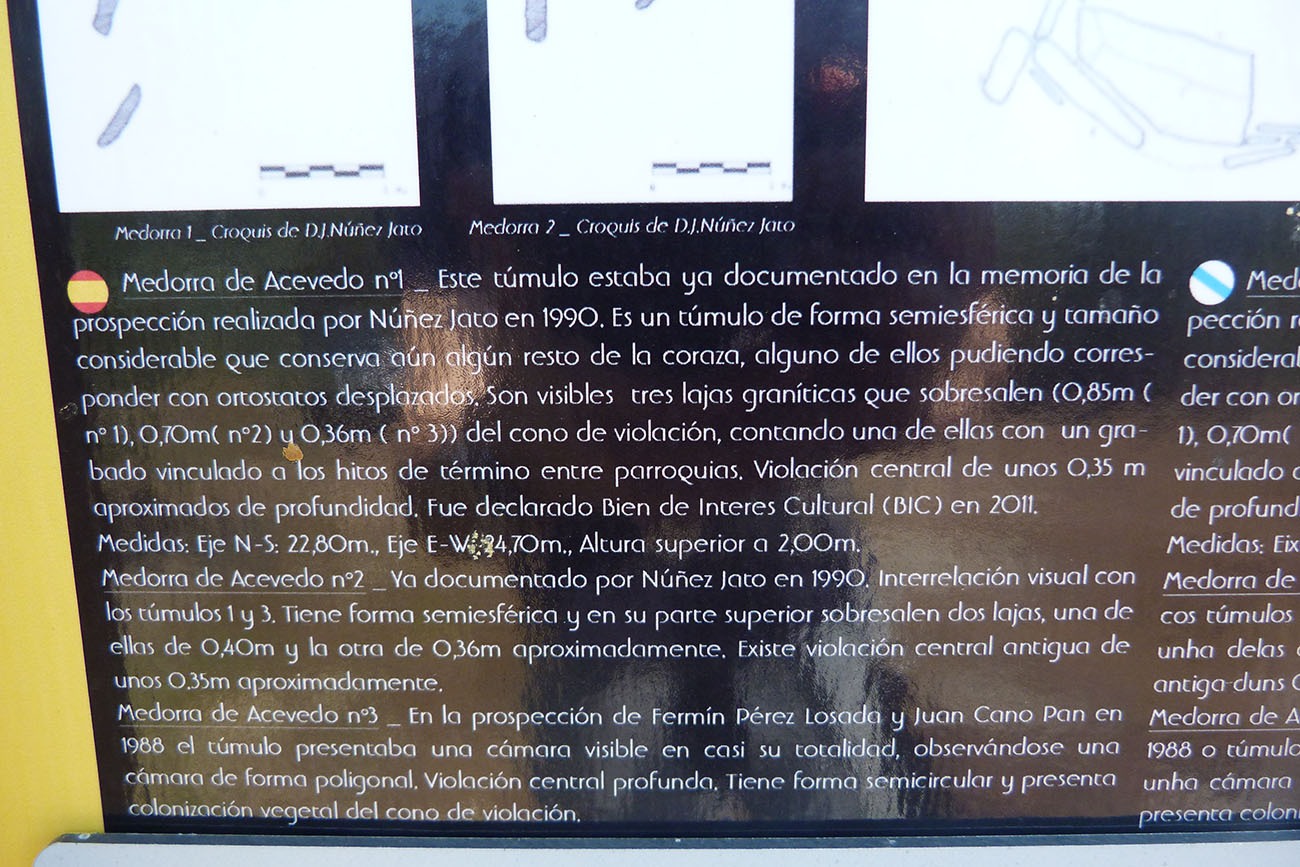 Medorra 1 _ Croquis de D.J.Núñez Jato
Medorra 2 _ Croquis de D.J.Núñez Jato
Medorra de Acevedo nº1 _ Este túmulo estaba ya documentado en la memoria de la
prospección realizada por Núñez Jato en 1990. Es un túmulo de forma semiesférica y tamaño
considerable que conserva aún algún resto de la coraza, alguno de ellos pudiendo corres-
ponder con ortostatos desplazados. Son visibles tres lajas graníticas que sobresalen (0,85m (
nº 1), 0,70m( nº2) y 0,36m ( nº 3)) del cono de violación, contando una de ellas con un gra-
bado vinculado a los hitos de término entre parroquias. Violación central de unos 0,35 m
aproximados de profundidad. Fue declarado Bien de Interes Cultural (BIC) en 2011.
Medidas: Eje N-S: 22,80m., Eje E-W: 24,70m., Altura superior a 2,00m.
Medorra de Acevedo nº2 _ Ya documentado por Núñez Jato en 1990. Interrelación visual con
los túmulos 1 y 3. Tiene forma semiesférica y en su parte superior sobresalen dos lajas, una de
ellas de 0,40m y la otra de 0,36m aproximadamente. Existe violación central antigua de
unos 0.35m aproximadamente.
Medorra de Acevedo nº3 _ En la prospección de Fermín Pérez Losada y Juan Cano Pan en
1988 el túmulo presentaba una cámara visible en casi su totalidad, observándose una
cámara de forma poligonal. Violación central profunda. Tiene forma semicircular y presenta
colonización vegetal del cono de violación.
pección
considerab
der con or
1), 0,70m(
vinculado
de profund
Medidas: Eix
Medorra de
cos túmulos
unha delas
antiga duns
Medorra de A
1988 o túmulo
unha cámara
presenta colon